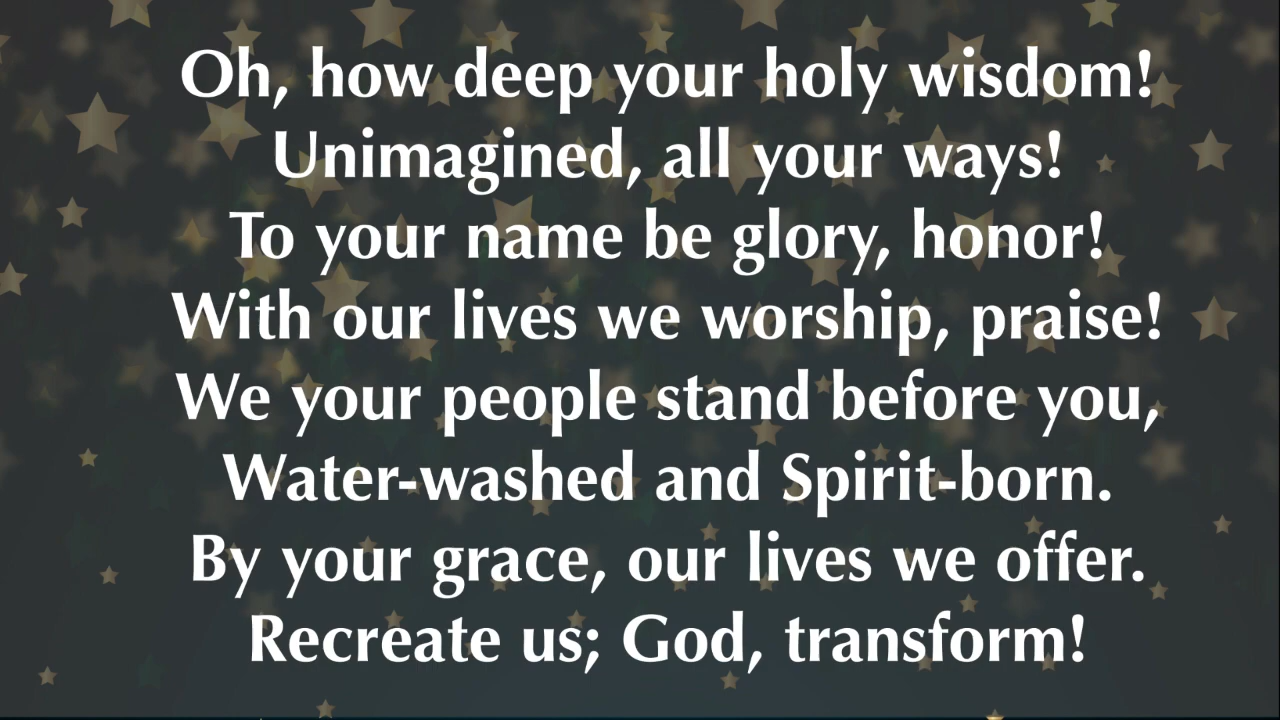 Oh, how deep your holy wisdom!
Unimagined, all your ways!
To your name be glory, honor!
With our lives we worship, praise!
We your people stand before you,
Water-washed and Spirit-born.
By your grace, our lives we offer.
Recreate us; God, transform!